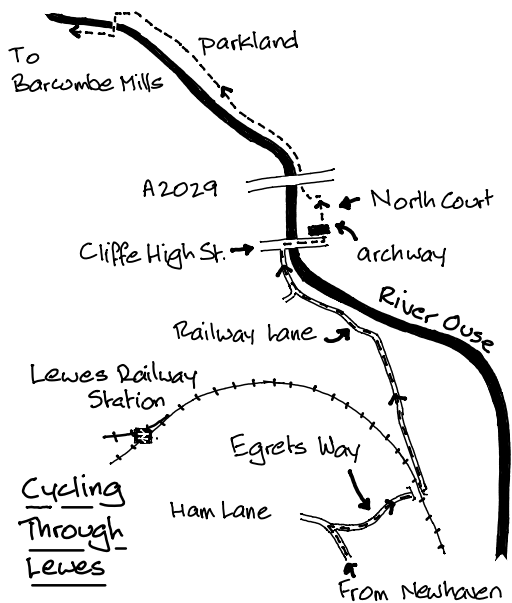 To
Barcombe Mills
Parkland
A2029
North Court
Cliffe High St.
archway
River Ouse
Railway Lane
Lewes Railway
Station
Egrets Way
Cycling
Through
Lewes
Ham Lane
From Newhaven